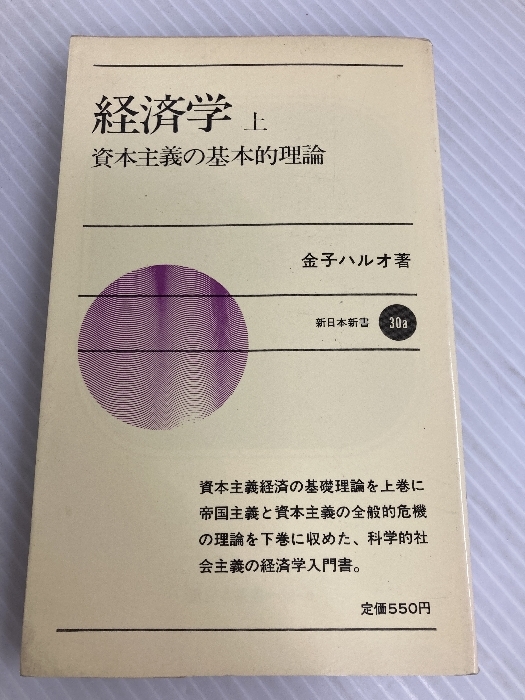 経済学 上
資本主義の基本的理論
金子ハルオ著
新日本新書 30a
資本主義経済の基礎理論を上巻に
帝国主義と資本主義の全般的危機
の理論を下巻に収めた、科学的社
会主義の経済学入門書。
定価550円